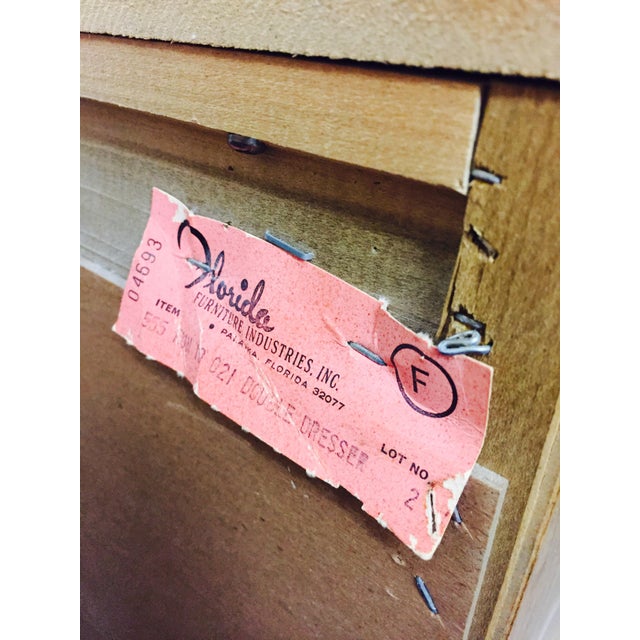 04693
Florida
FURNITURE INDUSTRIES, INC.
• PALATKA, FLORIDA 32077
ITEM
021 DOUBLE DRESSER
F
LOT NO
2